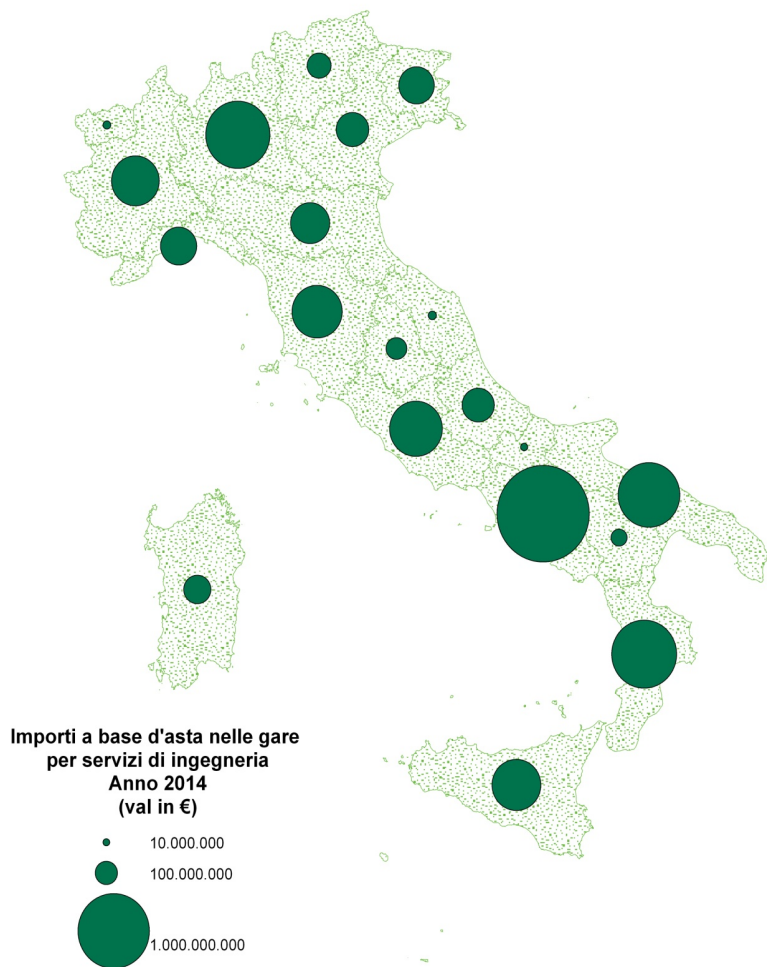 Importi a base d'asta nelle gare
per servizi di ingegneria
Anno 2014
(val in €)
10.000.000
100.000.000
1.000.000.000